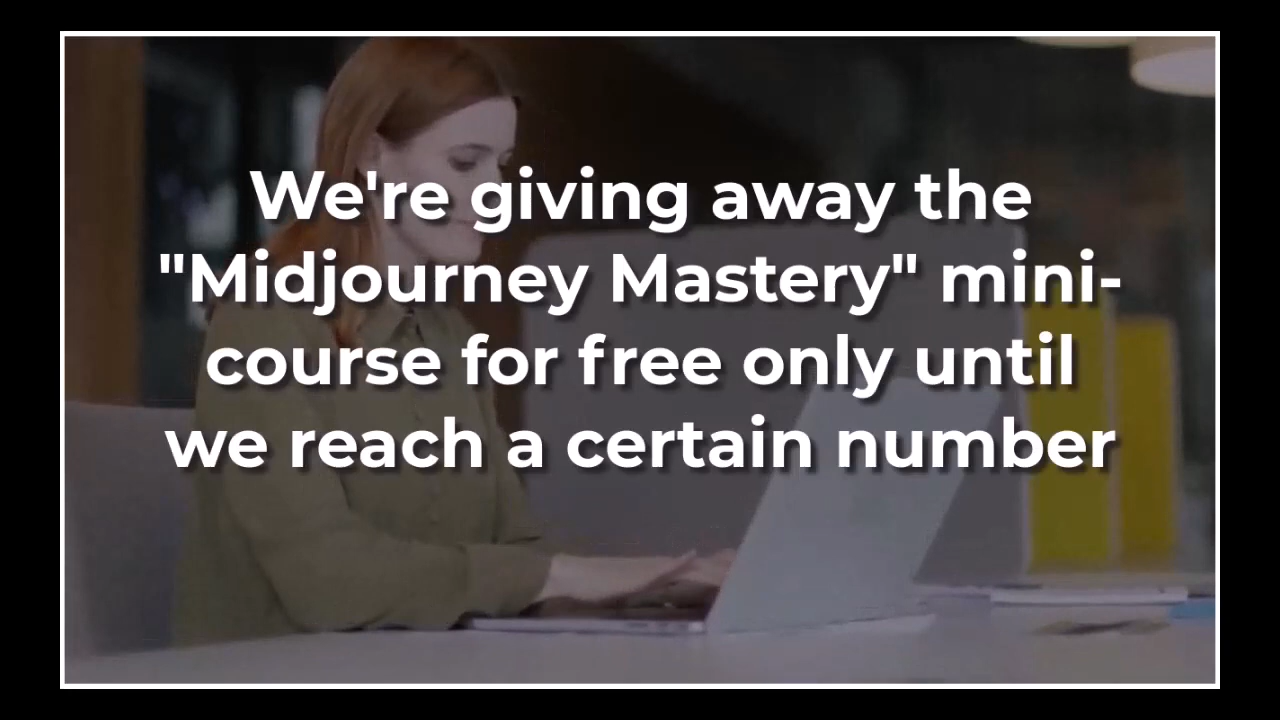 We're giving away the
"Midjourney Mastery" mini-
course for free only until
we reach a certain number